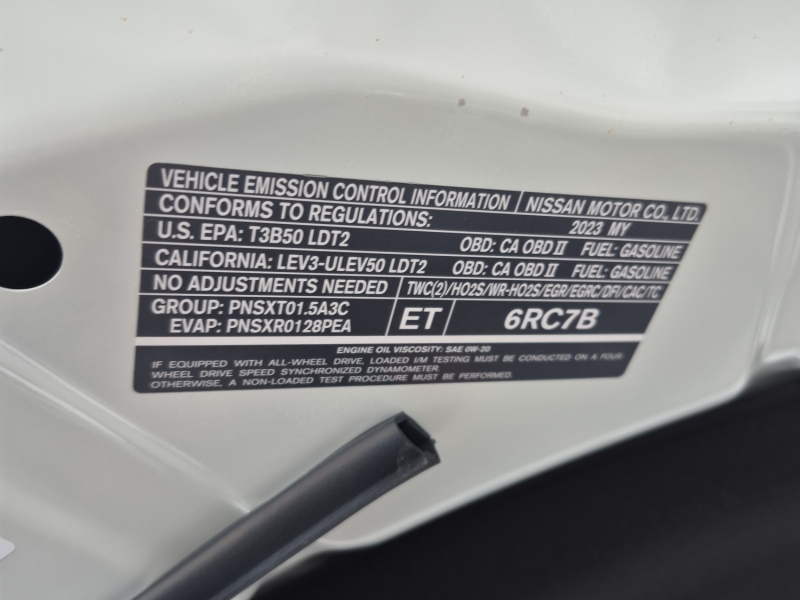 VEHICLE EMISSION CONTROL INFORMATION NISSAN MOTOR CO., LTD.
CONFORMS TO REGULATIONS: 2023 MY
U.S. EPA: T3B50 LDT2 OBD: CA OBD II FUEL: GASOLINE
CALIFORNIA: LEV3-ULEV50 LDT2 OBD: CA OBD II FUEL: GASOLINE
NO ADJUSTMENTS NEEDED TWC(2)/HO2S/WR-HO2S/EGR/EGRC/DFI/CAC/TC
GROUP: PNSXT01.5A3C
EVAP: PNSXR0128PEA
ET 6RC7B
ENGINE OIL VISCOSITY: SAE 0W-20
IF EQUIPPED WITH ALL-WHEEL DRIVE, LOADED I/M TESTING MUST BE CONDUCTED ON A FOUR
WHEEL DRIVE SPEED SYNCHRONIZED DYNAMOMETER.
OTHERWISE, A NON-LOADED TEST PROCEDURE MUST BE PERFORMED.